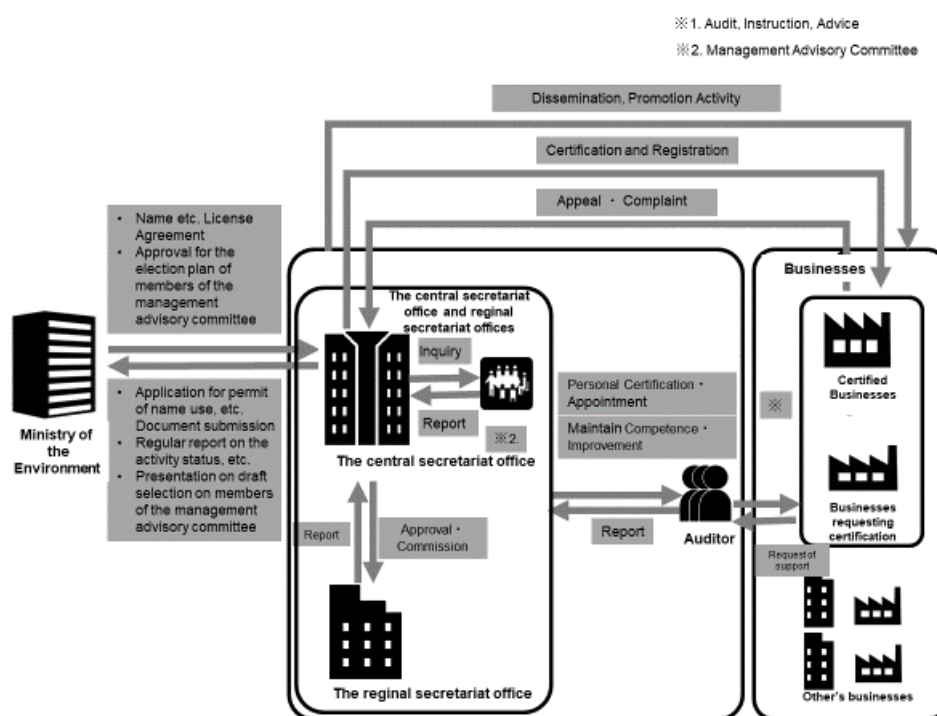 ※1. Audit, Instruction, Advice
※2. Management Advisory Committee
Dissemination, Promotion Activity
Certification and Registration
Appeal ・ Complaint
• Name etc. License
Agreement
• Approval for the
election plan of
members of the
management
advisory committee
Ministry of
the
Environment
• Application for permit
of name use, etc.
Document submission
• Regular report on the
activity status, etc.
• Presentation on draft
selection on members
of the management
advisory committee
The central secretariat
office and reginal
secretariat offices
Inquiry
Report
※2.
The central secretariat office
Report
Approval・
Commission
The reginal secretariat office
Personal Certification・
Appointment
Maintain Competence・
Improvement
Report
Auditor
※
Request of
support
Businesses
Certified
Businesses
Businesses
requesting
certification
Other's businesses